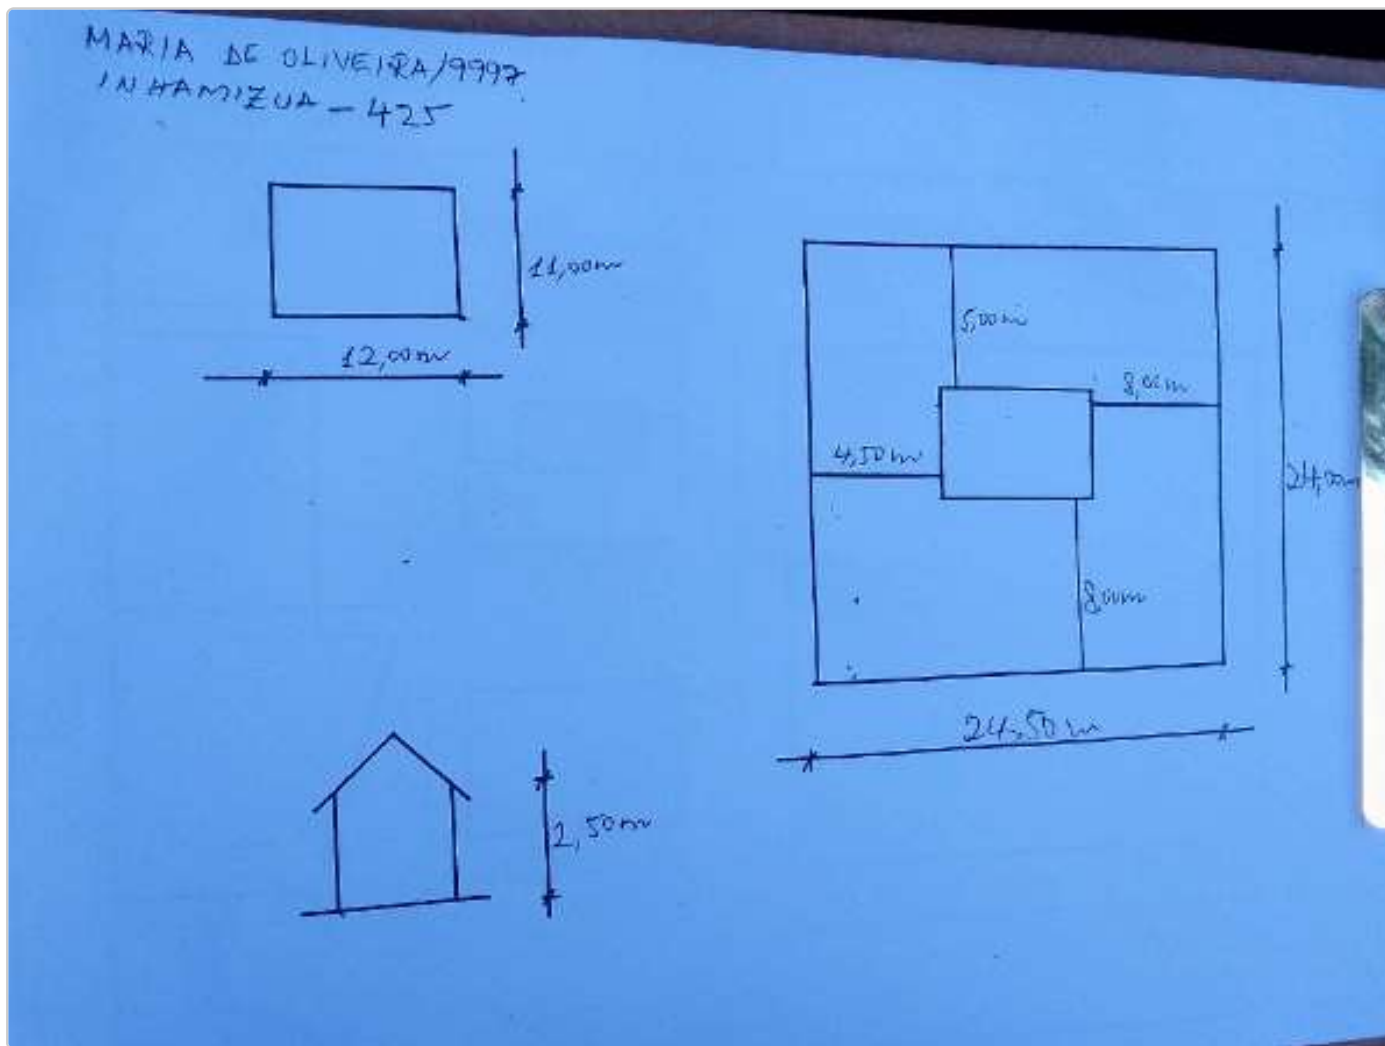 MARIA DE OLIVEIRA/9997
INHAMIZUA - 425
11,00m
12,00m
5,00m
8,00m
4,50m
24,00m
8,00m
24,50m
2,50m